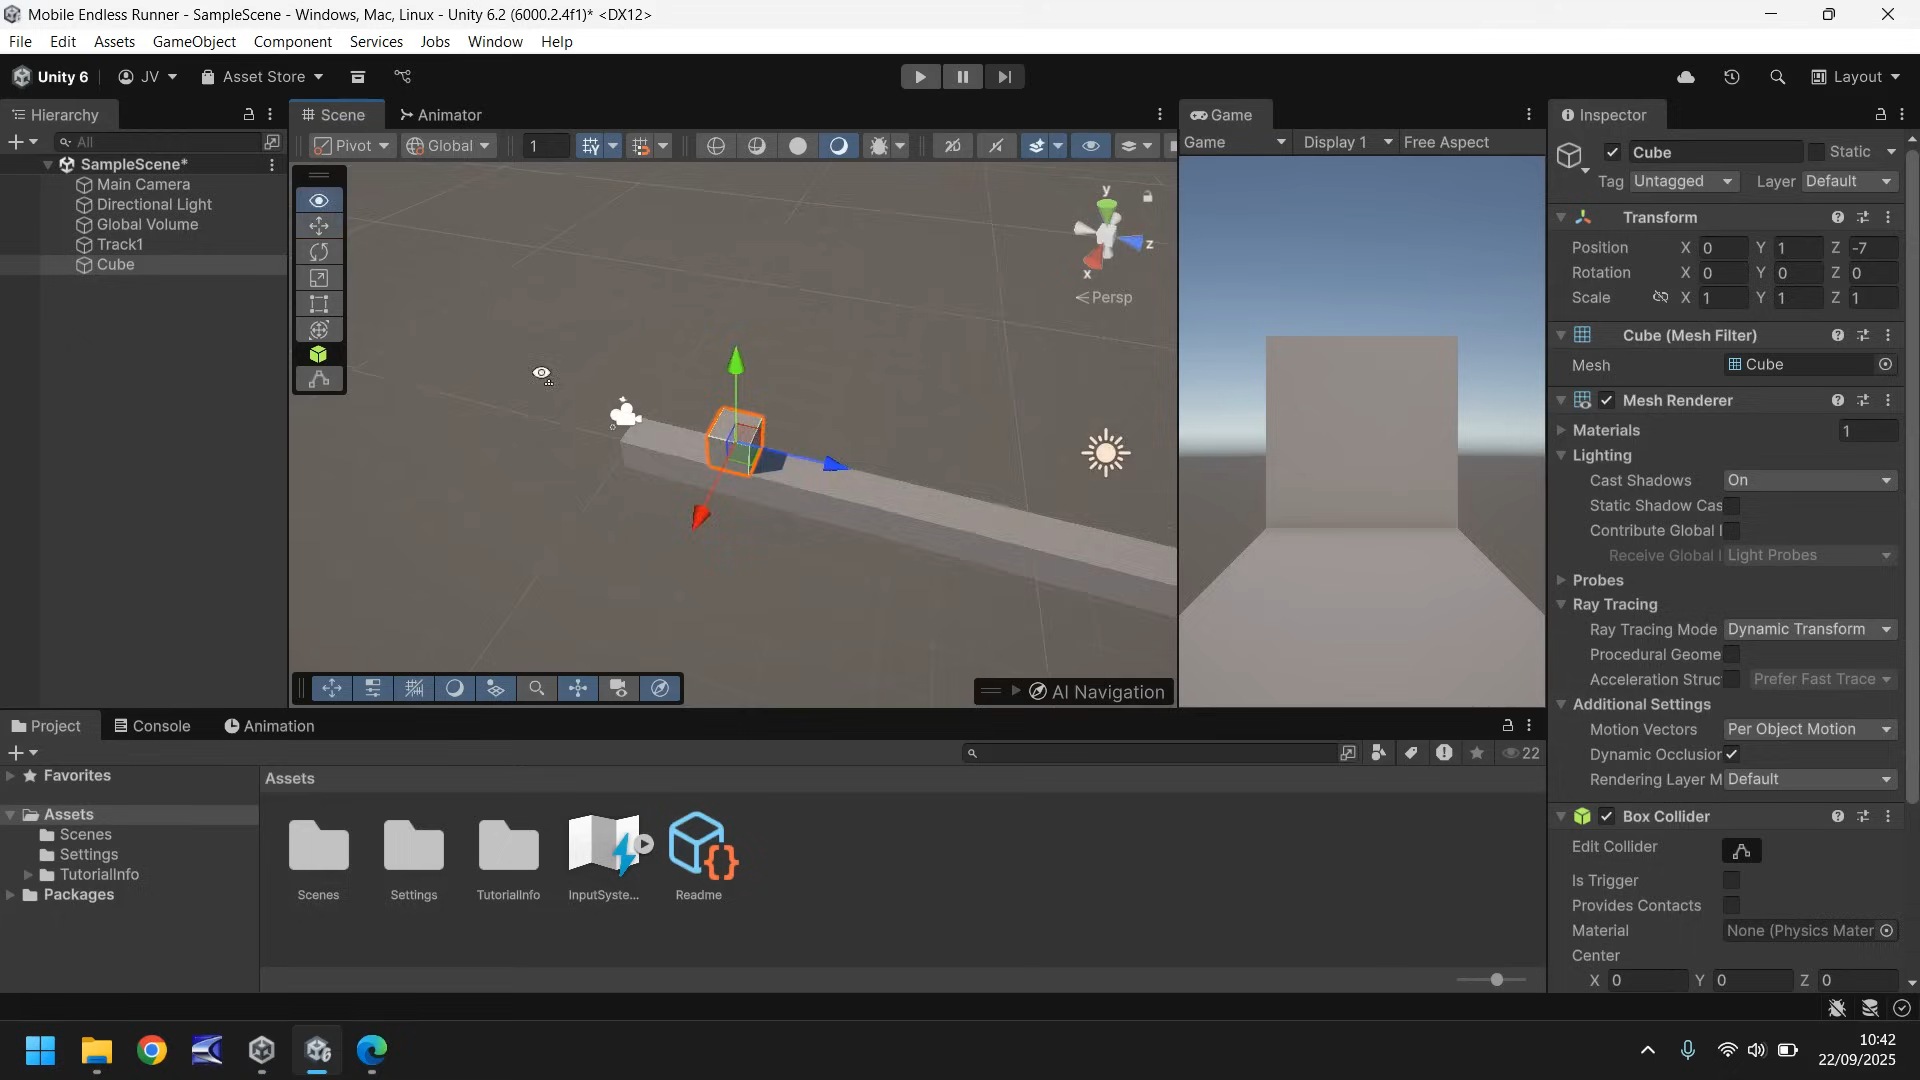 Mobile Endless Runner - SampleScene - Windows, Mac, Linux - Unity 6.2 (6000.2.4f1)* <DX12>
File Edit Assets GameObject Component Services Jobs Window Help
Unity 6 JV Asset Store Layout
Hierarchy
All
SampleScene*
Main Camera
Directional Light
Global Volume
Track1
Cube
Scene Animator
Pivot Global 1
y
z
x
Persp
AI Navigation
Game
Game Display 1 Free Aspect
Inspector
Cube Static
Tag Untagged Layer Default
Transform
Position X 0 Y 1 Z -7
Rotation X 0 Y 0 Z 0
Scale X 1 Y 1 Z 1
Cube (Mesh Filter)
Mesh Cube
Mesh Renderer
Materials 1
Lighting
Cast Shadows On
Static Shadow Cas
Contribute Global I
Receive Global I Light Probes
Probes
Ray Tracing
Ray Tracing Mode Dynamic Transform
Procedural Geome
Acceleration Struc Prefer Fast Trace
Additional Settings
Motion Vectors Per Object Motion
Dynamic Occlusion
Rendering Layer M Default
Box Collider
Edit Collider
Is Trigger
Provides Contacts
Material None (Physics Mater
Center
X 0 Y 0 Z 0
Project Console Animation
22
Favorites
Assets
Scenes
Settings
TutorialInfo
Packages
Assets
Scenes Settings TutorialInfo InputSyste... Readme
10:42
22/09/2025